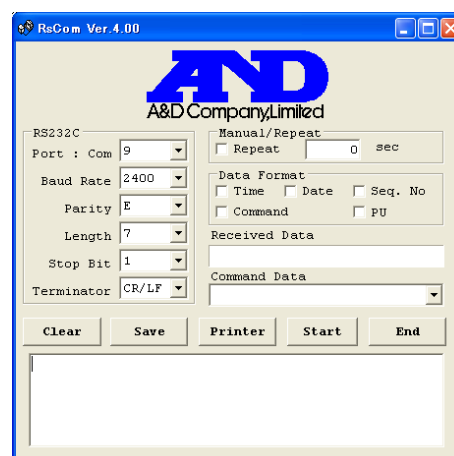 RsCom Ver.4.00
AND
A&D Company,Limited
RS232C
Port : Com 9
Baud Rate 2400
Parity E
Length 7
Stop Bit 1
Terminator CR/LF
Manual/Repeat
Repeat 0 sec
Data Format
Time Date Seq. No
Command PU
Received Data
Command Data
Clear Save Printer Start End